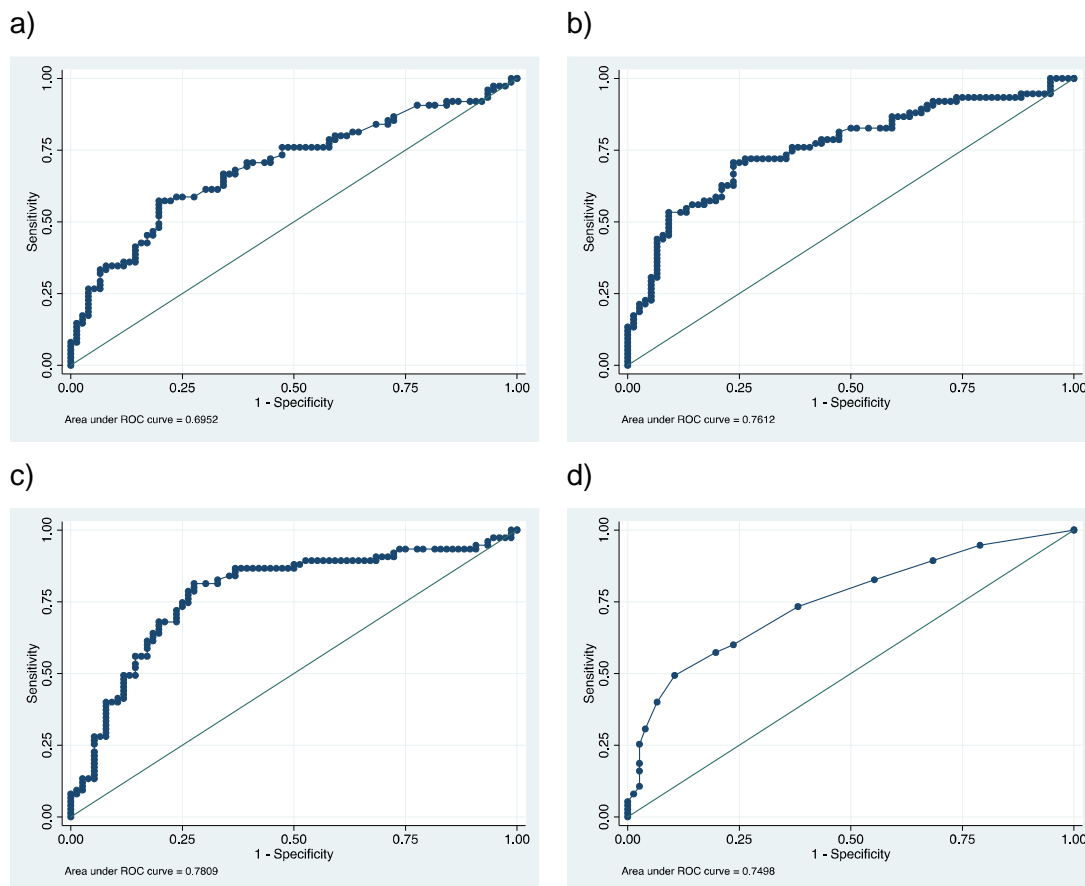 a)
b)
Sensitivity
0.00 0.25 0.50 0.75 1.00
0.00 0.25 0.50 0.75 1.00
1 - Specificity
Area under ROC curve = 0.6952
Sensitivity
0.00 0.25 0.50 0.75 1.00
0.00 0.25 0.50 0.75 1.00
1 - Specificity
Area under ROC curve = 0.7612
c)
d)
Sensitivity
0.00 0.25 0.50 0.75 1.00
0.00 0.25 0.50 0.75 1.00
1 - Specificity
Area under ROC curve = 0.7809
Sensitivity
0.00 0.25 0.50 0.75 1.00
0.00 0.25 0.50 0.75 1.00
1 - Specificity
Area under ROC curve = 0.7498